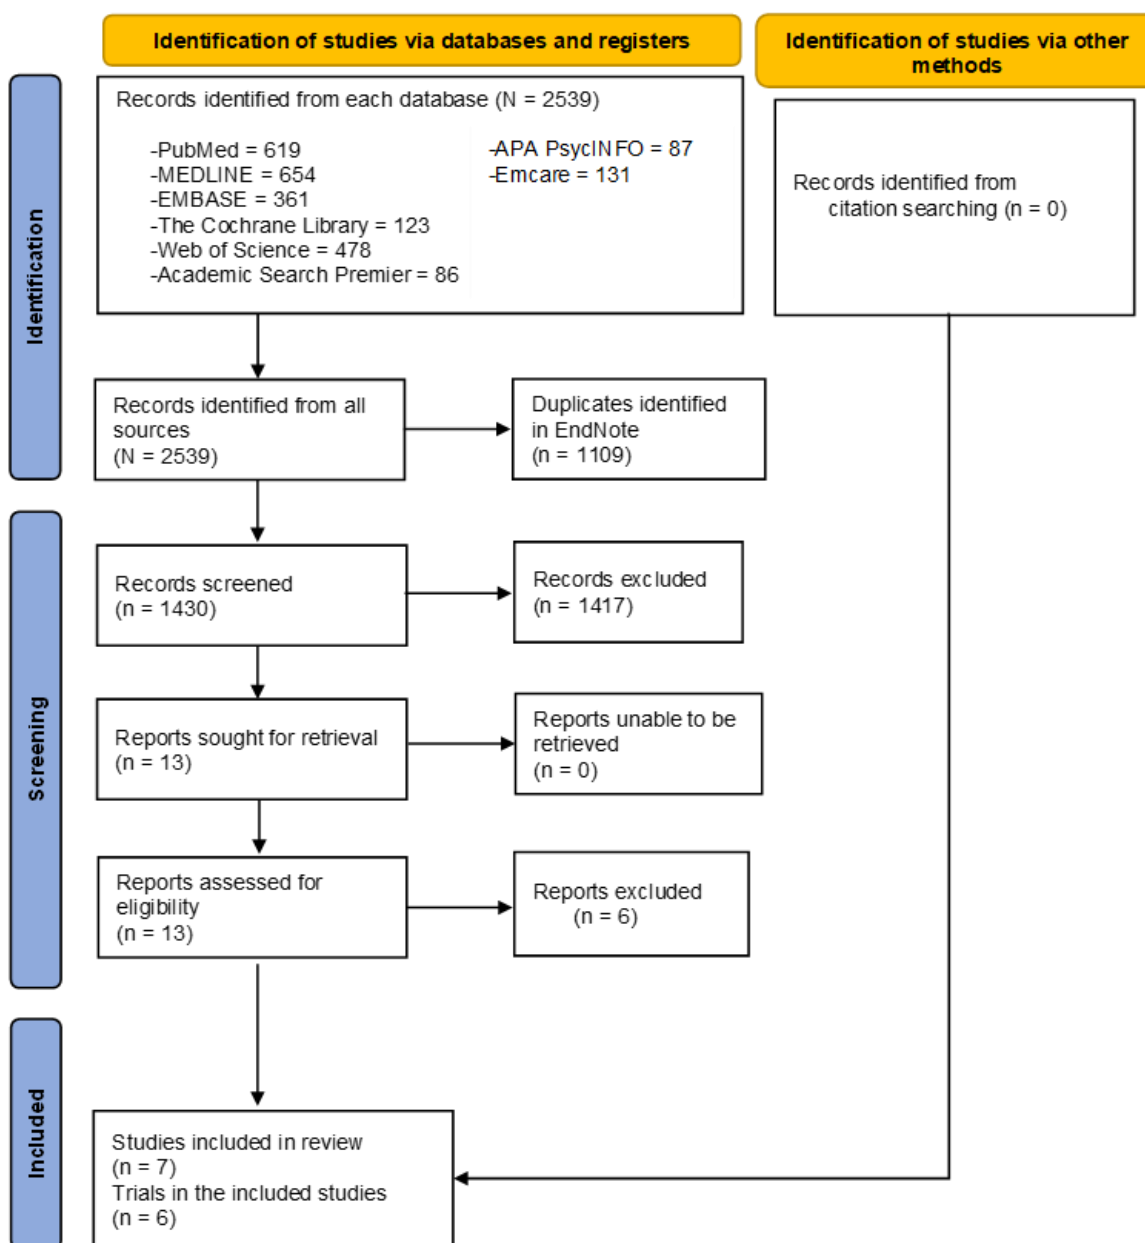 Identification of studies via databases and registers
Identification of studies via other
methods
Identification
Records identified from each database (N = 2539)
-PubMed = 619
-MEDLINE = 654
-EMBASE = 361
-The Cochrane Library = 123
-Web of Science = 478
-Academic Search Premier = 86
-APA PsycINFO = 87
-Emcare = 131
Records identified from
citation searching (n = 0)
Records identified from all
sources
(N = 2539)
Duplicates identified
in EndNote
(n = 1109)
Screening
Records screened
(n = 1430)
Records excluded
(n = 1417)
Reports sought for retrieval
(n = 13)
Reports unable to be
retrieved
(n = 0)
Reports assessed for
eligibility
(n = 13)
Reports excluded
(n = 6)
Included
Studies included in review
(n = 7)
Trials in the included studies
(n = 6)